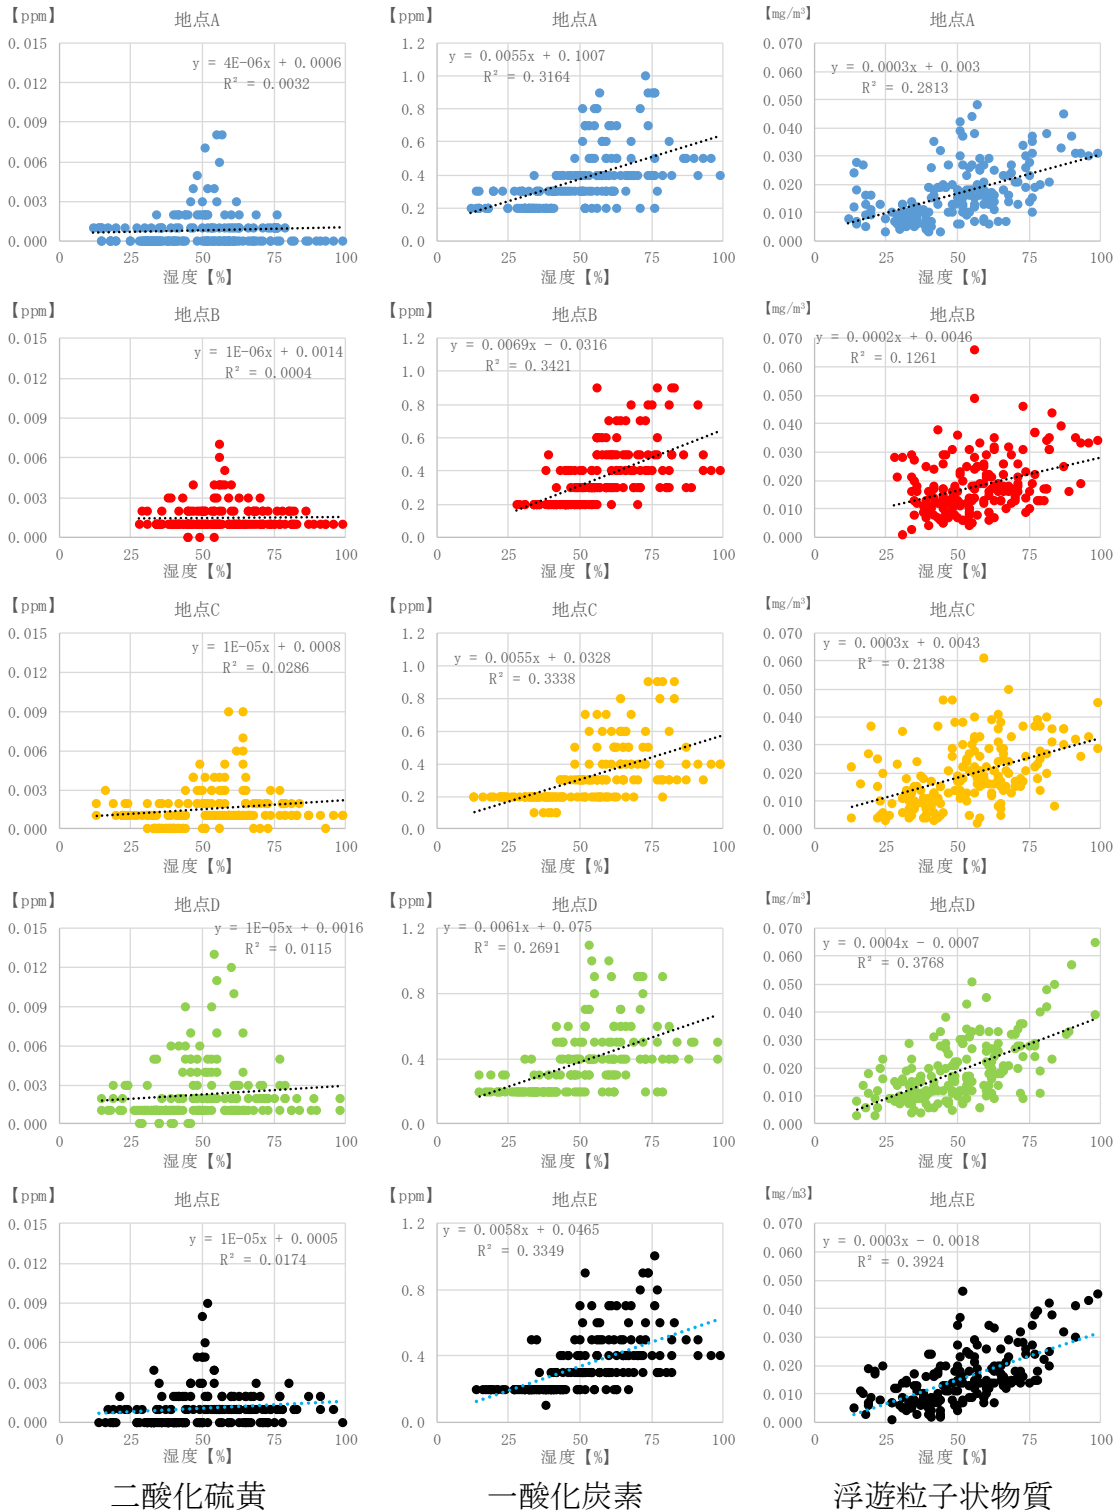 【ppm】
地点A
y = 4E-06x + 0.0006
R² = 0.0032
0.015
0.012
0.009
0.006
0.003
0.000
0 25 50 75 100
湿度【%】
【ppm】
地点A
y = 0.0055x + 0.1007
R² = 0.3164
1.2
1.0
0.8
0.6
0.4
0.2
0.0
0 25 50 75 100
湿度【%】
【mg/m³】
地点A
y = 0.0003x + 0.003
R² = 0.2813
0.070
0.060
0.050
0.040
0.030
0.020
0.010
0.000
0 25 50 75 100
湿度【%】
【ppm】
地点B
y = 1E-06x + 0.0014
R² = 0.0004
0.015
0.012
0.009
0.006
0.003
0.000
0 25 50 75 100
湿度【%】
【ppm】
地点B
y = 0.0069x - 0.0316
R² = 0.3421
1.2
1.0
0.8
0.6
0.4
0.2
0.0
0 25 50 75 100
湿度【%】
【mg/m³】
地点B
y = 0.0002x + 0.0046
R² = 0.1261
0.070
0.060
0.050
0.040
0.030
0.020
0.010
0.000
0 25 50 75 100
湿度【%】
【ppm】
地点C
y = 1E-05x + 0.0008
R² = 0.0286
0.015
0.012
0.009
0.006
0.003
0.000
0 25 50 75 100
湿度【%】
【ppm】
地点C
y = 0.0055x + 0.0328
R² = 0.3338
1.2
1.0
0.8
0.6
0.4
0.2
0.0
0 25 50 75 100
湿度【%】
【mg/m³】
地点C
y = 0.0003x + 0.0043
R² = 0.2138
0.070
0.060
0.050
0.040
0.030
0.020
0.010
0.000
0 25 50 75 100
湿度【%】
【ppm】
地点D
y = 1E-05x + 0.0016
R² = 0.0115
0.015
0.012
0.009
0.006
0.003
0.000
0 25 50 75 100
湿度【%】
【ppm】
地点D
y = 0.0061x + 0.075
R² = 0.2691
1.2
0.8
0.4
0.0
0 25 50 75 100
湿度【%】
【mg/m³】
地点D
y = 0.0004x - 0.0007
R² = 0.3768
0.070
0.060
0.050
0.040
0.030
0.020
0.010
0.000
0 25 50 75 100
湿度【%】
【ppm】
地点E
y = 1E-05x + 0.0005
R² = 0.0174
0.015
0.012
0.009
0.006
0.003
0.000
0 25 50 75 100
湿度【%】
【ppm】
地点E
y = 0.0058x + 0.0465
R² = 0.3349
1.2
0.8
0.4
0.0
0 25 50 75 100
湿度【%】
【mg/m3】
地点E
y = 0.0003x - 0.0018
R² = 0.3924
0.070
0.060
0.050
0.040
0.030
0.020
0.010
0.000
0 25 50 75 100
湿度【%】
二酸化硫黄
一酸化炭素
浮遊粒子状物質